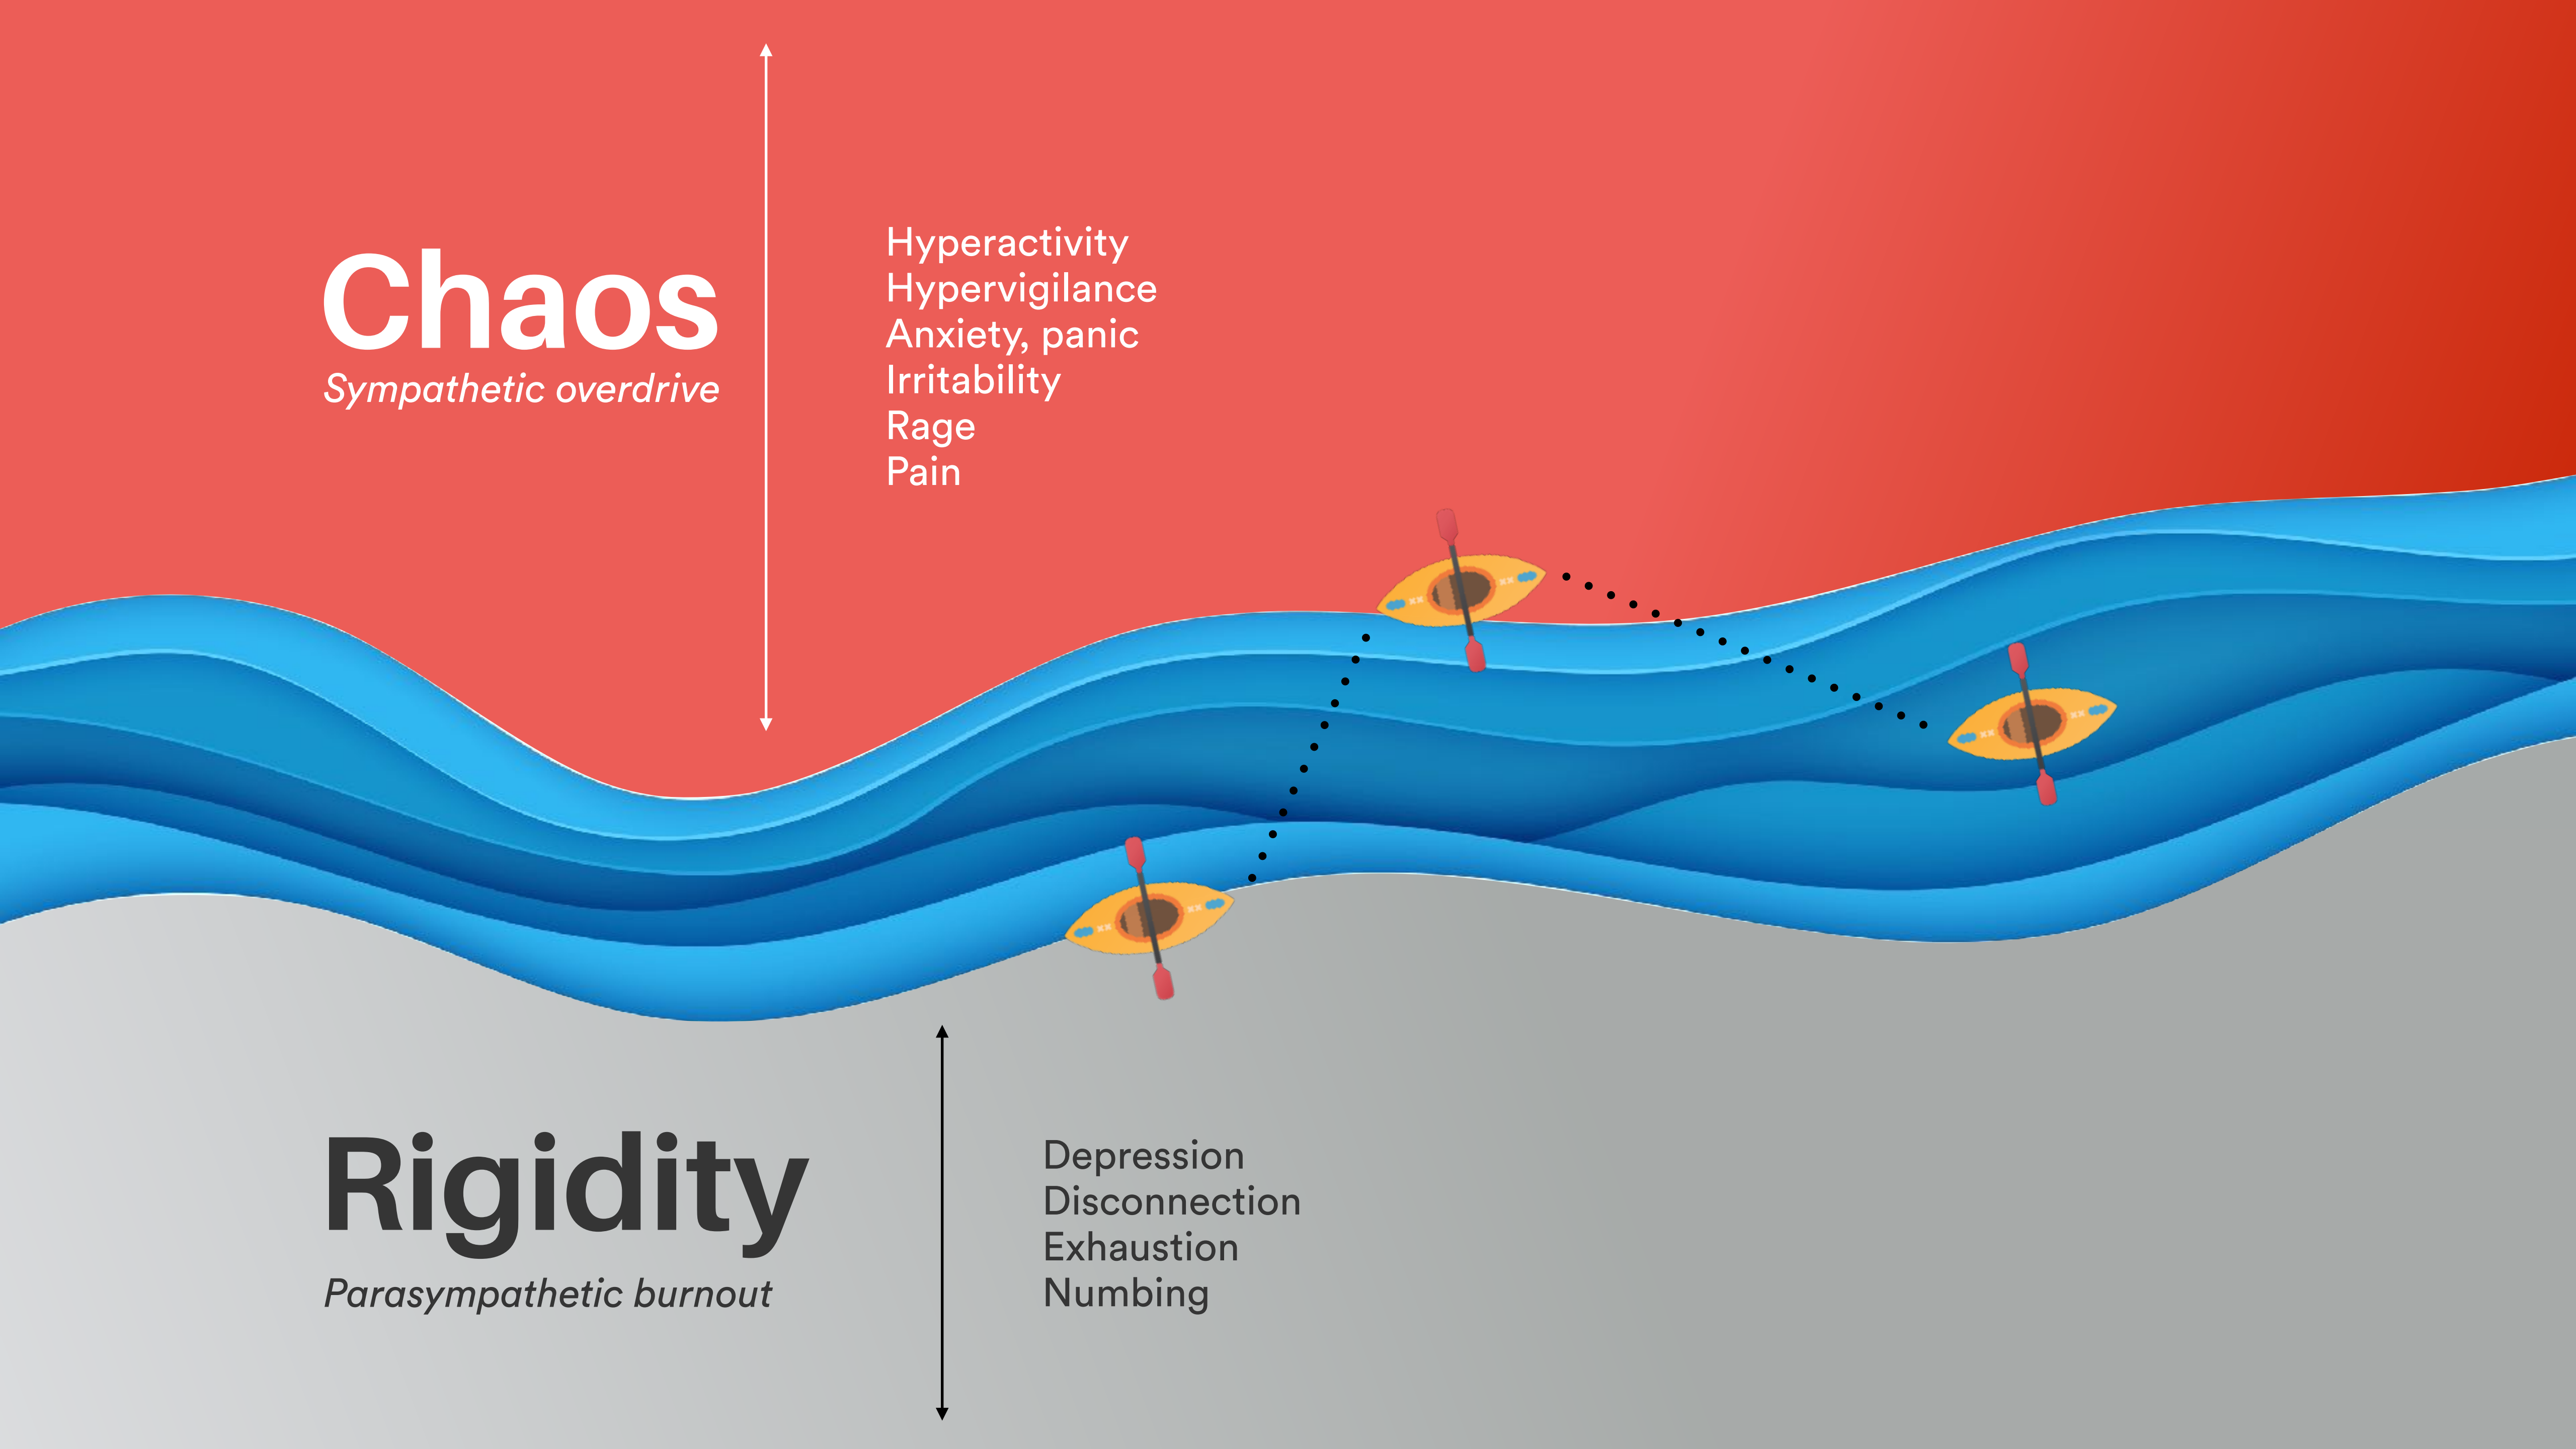 Chaos
Sympathetic overdrive
Hyperactivity
Hypervigilance
Anxiety, panic
Irritability
Rage
Pain
Rigidity
Parasympathetic burnout
Depression
Disconnection
Exhaustion
Numbing